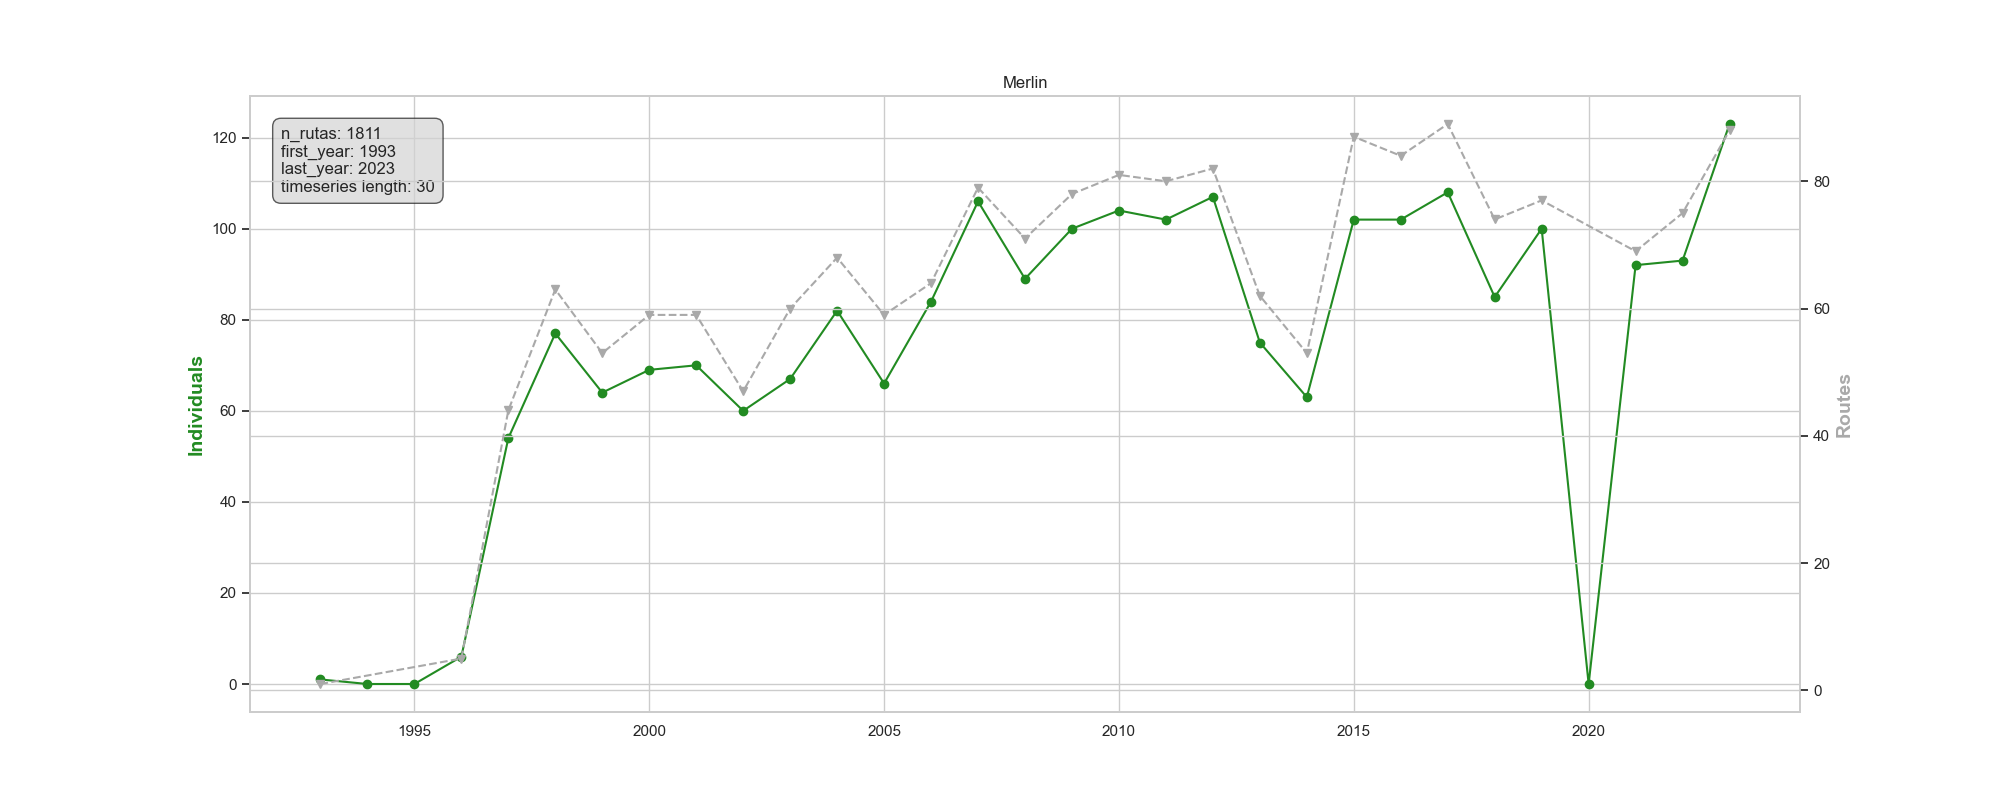 Merlin
n_rutas: 1811
first_year: 1993
last_year: 2023
timeseries length: 30
120
100
80
60
40
20
0
Individuals
80
60
40
20
0
Routes
1995
2000
2005
2010
2015
2020